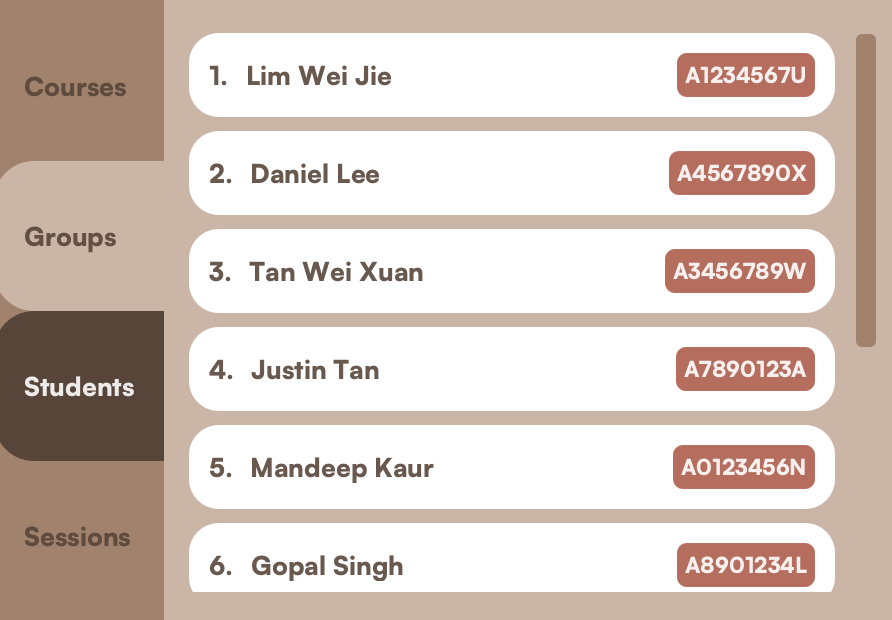 Courses
Groups
Students
Sessions
1. Lim Wei Jie A1234567U
2. Daniel Lee A4567890X
3. Tan Wei Xuan A3456789W
4. Justin Tan A7890123A
5. Mandeep Kaur A0123456N
6. Gopal Singh A8901234L